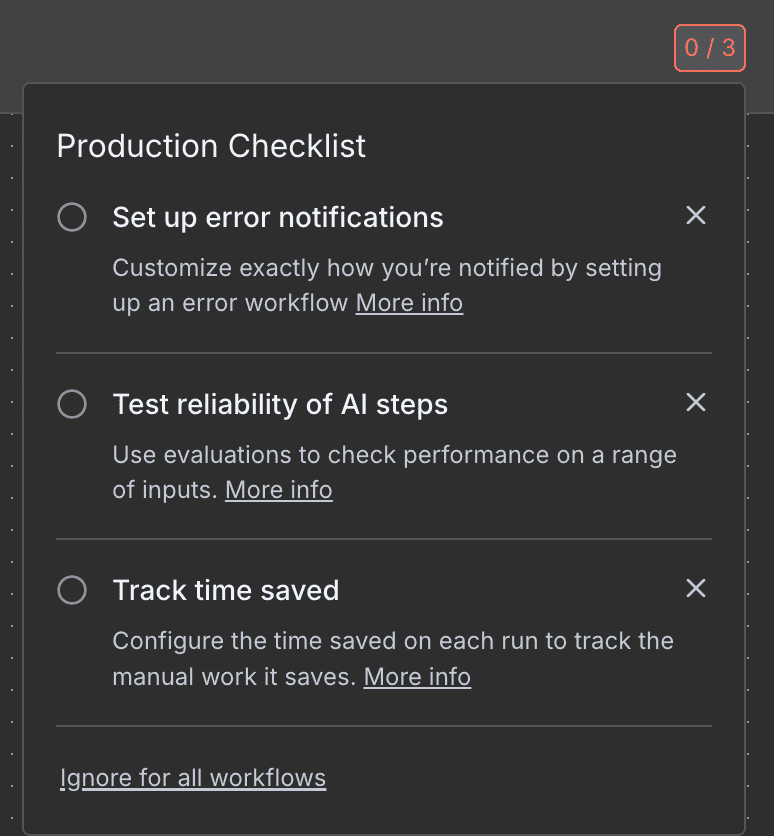 0 / 3
Production Checklist
Set up error notifications
Customize exactly how you’re notified by setting
up an error workflow More info
Test reliability of AI steps
Use evaluations to check performance on a range
of inputs. More info
Track time saved
Configure the time saved on each run to track the
manual work it saves. More info
Ignore for all workflows